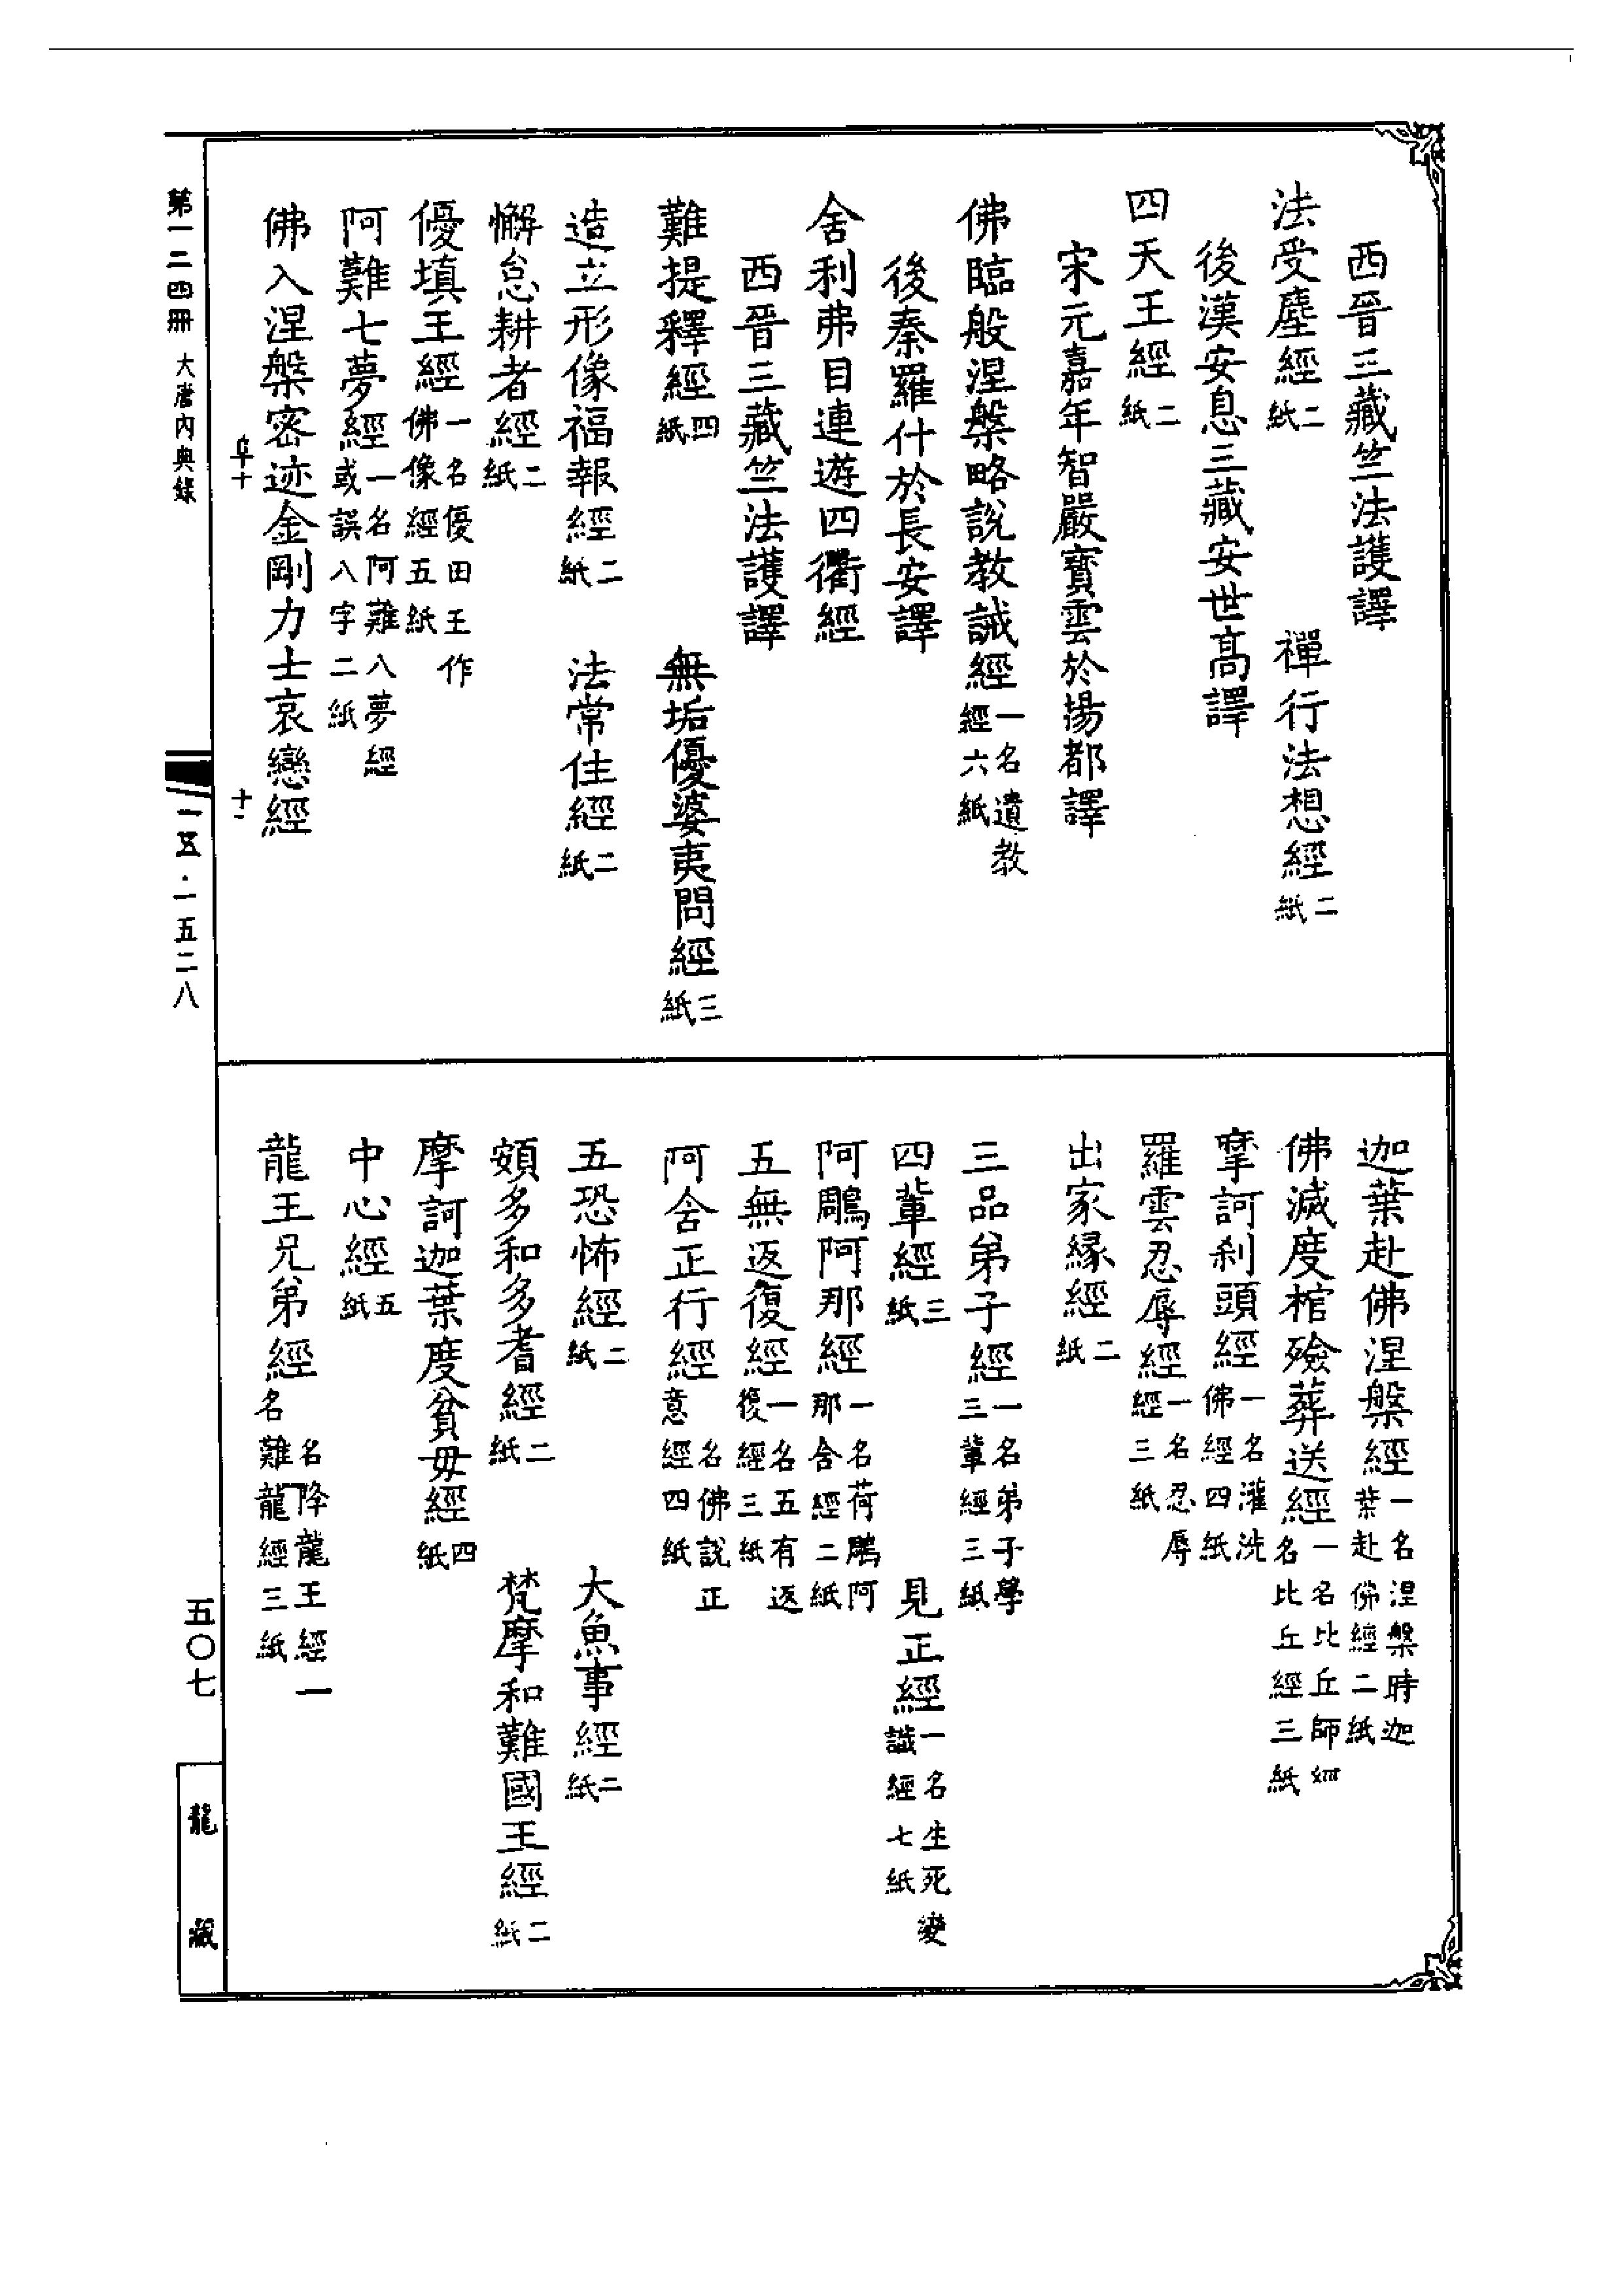 西晉三藏竺法護譯
法受塵經二紙　禪行法想經二紙
後漢安息三藏安世高譯
四天王經二紙
宋元嘉年智嚴寶雲於揚都譯
佛臨般涅槃略說教誡經一名遺教經六紙
後秦羅什於長安譯
舍利弗目連遊四衢經
西晉三藏竺法護譯
難提釋經四紙　無垢優婆夷問經三紙
造立形像福報經二紙　法常住經二紙
懈怠耕者經二紙
優填王經一名優田王作佛像經五紙
阿難七夢經一名阿難八夢經或誤入字二紙
佛入涅槃密迹金剛力士哀戀經
迦葉赴佛涅槃經一名涅槃時迦葉赴佛經二紙
佛滅度棺殮葬送經一名比丘師經一名比丘經三紙
摩訶刹頭經一名灌洗佛經四紙
羅雲忍辱經一名忍辱經三紙
出家緣經二紙
三品弟子經一名弟子學三輩經三紙
四輩經三紙　見正經一名生死變識經七紙
阿鵰阿那經一名荷鵰阿那含經二紙
五無返復經一名五有返復經三紙
阿含正行經名佛說正意經四紙
五恐怖經二紙　大魚事經二紙
頞多和多耆經二紙　梵摩和難國王經二紙
摩訶迦葉度貧毋經四紙
中心經五紙
龍王兄弟經名降龍王經一名難龍經三紙
十
第一二四冊　大唐內典錄
一五·一五二八
五〇七
龍藏